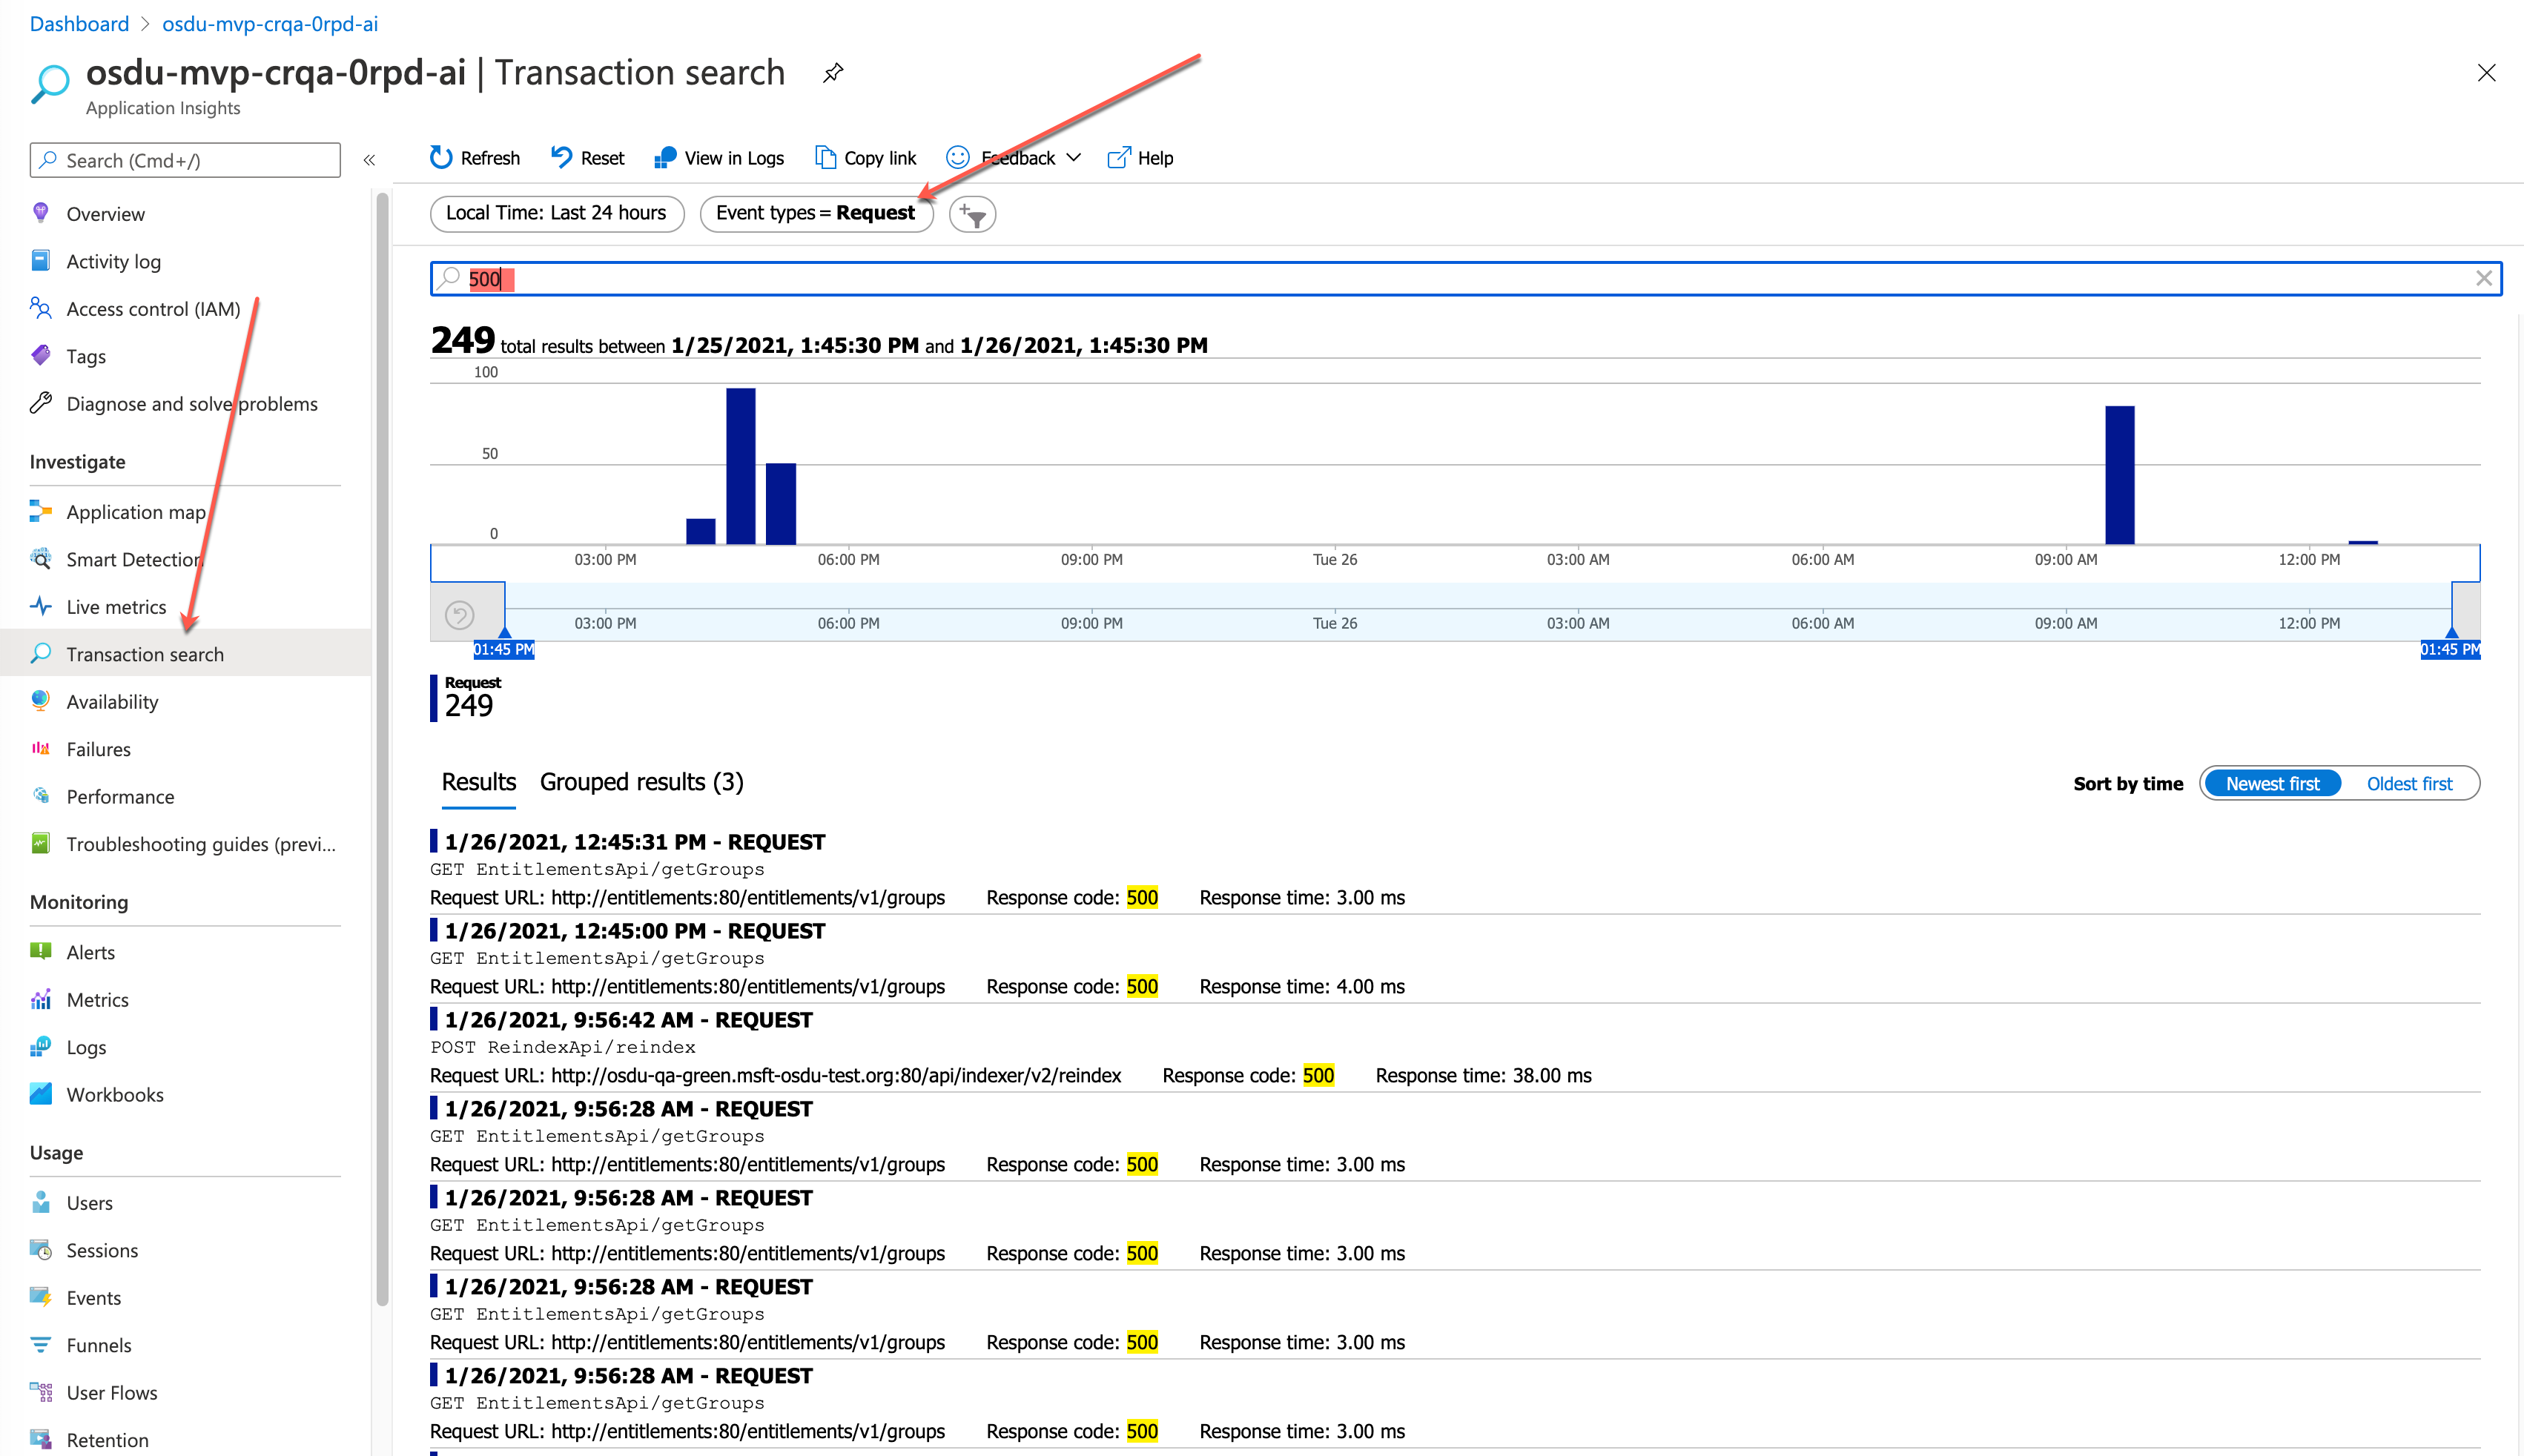 Dashboard > osdu-mvp-crqa-0rpd-ai
osdu-mvp-crqa-0rpd-ai | Transaction search
Application Insights
Search (Cmd+/)
«
Refresh
Reset
View in Logs
Copy link
Feedback
Help
Overview
Activity log
Access control (IAM)
Tags
Diagnose and solve problems
Investigate
Application map
Smart Detection
Live metrics
Transaction search
Availability
Failures
Performance
Troubleshooting guides (previ...
Monitoring
Alerts
Metrics
Logs
Workbooks
Usage
Users
Sessions
Events
Funnels
User Flows
Retention
Local Time: Last 24 hours
Event types = Request
500
249 total results between 1/25/2021, 1:45:30 PM and 1/26/2021, 1:45:30 PM
100
50
0
03:00 PM 06:00 PM 09:00 PM Tue 26 03:00 AM 06:00 AM 09:00 AM 12:00 PM
03:00 PM 06:00 PM 09:00 PM Tue 26 03:00 AM 06:00 AM 09:00 AM 12:00 PM
01:45 PM 01:45 PM
Request
249
Results Grouped results (3)
Sort by time Newest first Oldest first
1/26/2021, 12:45:31 PM - REQUEST
GET EntitlementsApi/getGroups
Request URL: http://entitlements:80/entitlements/v1/groups Response code: 500 Response time: 3.00 ms
1/26/2021, 12:45:00 PM - REQUEST
GET EntitlementsApi/getGroups
Request URL: http://entitlements:80/entitlements/v1/groups Response code: 500 Response time: 4.00 ms
1/26/2021, 9:56:42 AM - REQUEST
POST ReindexApi/reindex
Request URL: http://osdu-qa-green.msft-osdu-test.org:80/api/indexer/v2/reindex Response code: 500 Response time: 38.00 ms
1/26/2021, 9:56:28 AM - REQUEST
GET EntitlementsApi/getGroups
Request URL: http://entitlements:80/entitlements/v1/groups Response code: 500 Response time: 3.00 ms
1/26/2021, 9:56:28 AM - REQUEST
GET EntitlementsApi/getGroups
Request URL: http://entitlements:80/entitlements/v1/groups Response code: 500 Response time: 3.00 ms
1/26/2021, 9:56:28 AM - REQUEST
GET EntitlementsApi/getGroups
Request URL: http://entitlements:80/entitlements/v1/groups Response code: 500 Response time: 3.00 ms
1/26/2021, 9:56:28 AM - REQUEST
GET EntitlementsApi/getGroups
Request URL: http://entitlements:80/entitlements/v1/groups Response code: 500 Response time: 3.00 ms